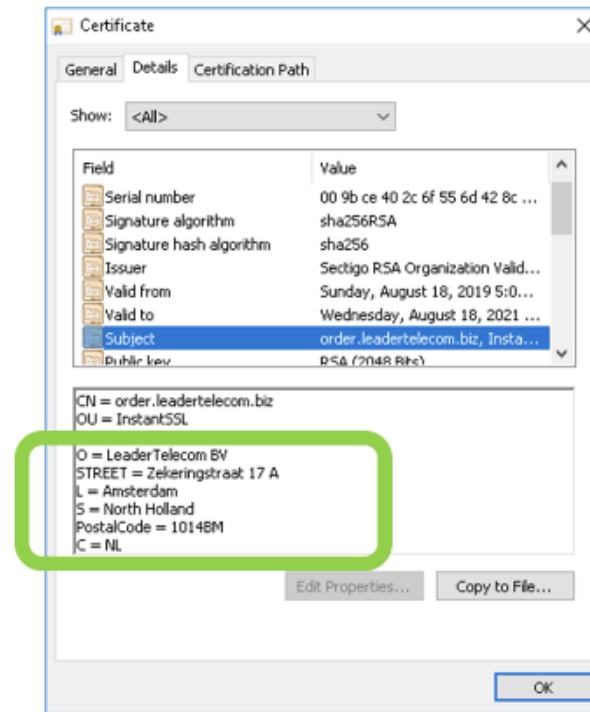 Certificate
General Details Certification Path
Show: <All>
Field Value
Serial number 00 9b ce 40 2c 6f 55 6d 42 8c ...
Signature algorithm sha256RSA
Signature hash algorithm sha256
Issuer Sectigo RSA Organization Valid...
Valid from Sunday, August 18, 2019 5:0...
Valid to Wednesday, August 18, 2021 ...
Subject order.leadertelecom.biz, Insta...
Public key RSA (2048 Bits)
CN = order.leadertelecom.biz
OU = InstantSSL
O = LeaderTelecom BV
STREET = Zekeringstraat 17 A
L = Amsterdam
S = North Holland
PostalCode = 1014BM
C = NL
Edit Properties... Copy to File...
OK